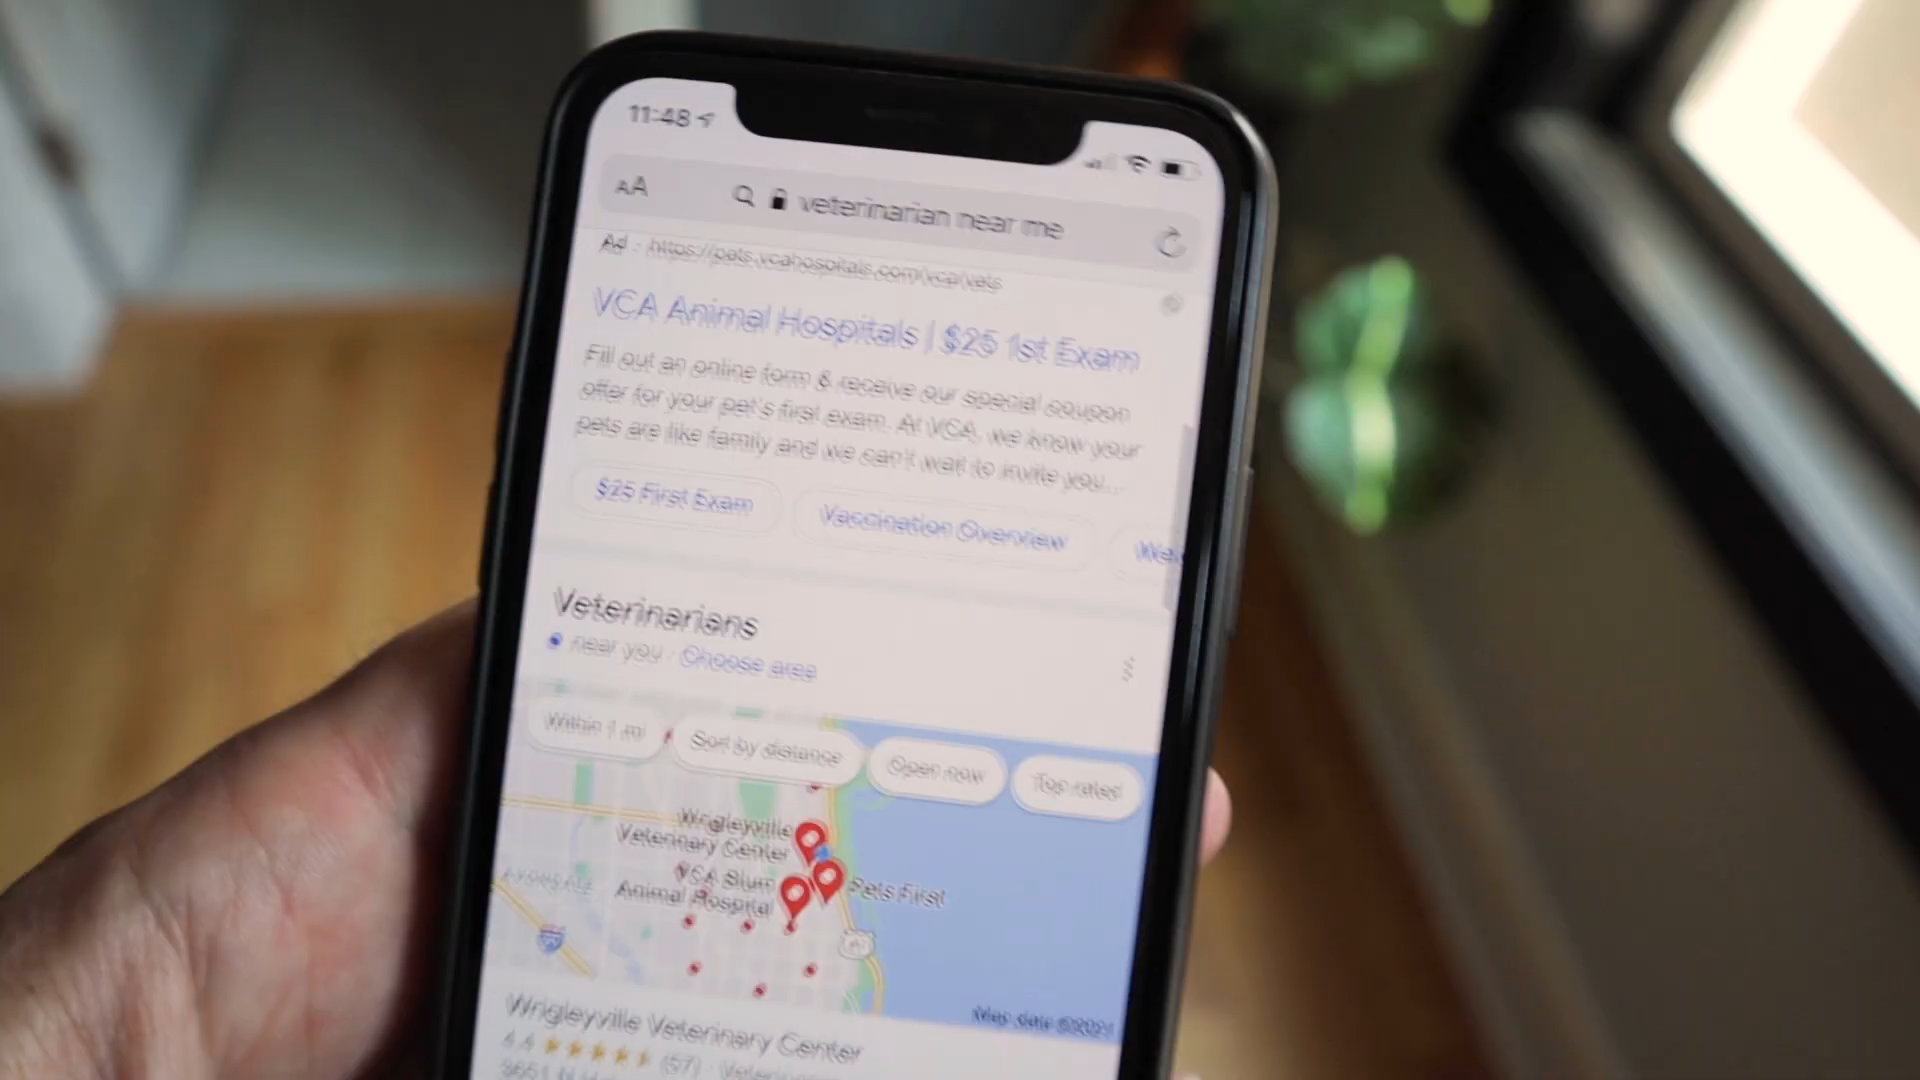 11:48
AA veterinarian near me
Ad · https://pets.vcahospitals.com/vca/vets
VCA Animal Hospitals | $25 1st Exam
Fill out an online form & receive our special coupon
offer for your pet's first exam. At VCA, we know your
pets are like family and we can't wait to invite you...
$25 First Exam Vaccination Overview
Veterinarians
near you · Choose area
Within 1 mi Sort by distance Open now Top rated
Wrigleyville
Veterinary Center
VCA Blum
Animal Hospital
Pets First
AVONDALE
41
Map data ©2021
Wrigleyville Veterinary Center
4.4 (57)